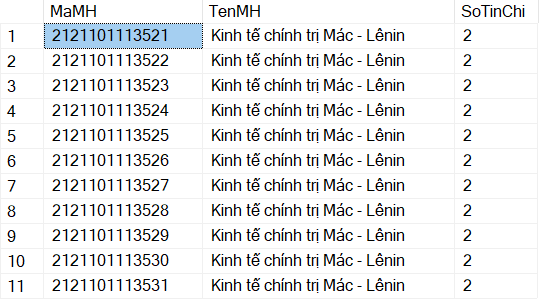 MaMH TenMH SoTinChi
1 2121101113521 Kinh tế chính trị Mác - Lênin 2
2 2121101113522 Kinh tế chính trị Mác - Lênin 2
3 2121101113523 Kinh tế chính trị Mác - Lênin 2
4 2121101113524 Kinh tế chính trị Mác - Lênin 2
5 2121101113525 Kinh tế chính trị Mác - Lênin 2
6 2121101113526 Kinh tế chính trị Mác - Lênin 2
7 2121101113527 Kinh tế chính trị Mác - Lênin 2
8 2121101113528 Kinh tế chính trị Mác - Lênin 2
9 2121101113529 Kinh tế chính trị Mác - Lênin 2
10 2121101113530 Kinh tế chính trị Mác - Lênin 2
11 2121101113531 Kinh tế chính trị Mác - Lênin 2